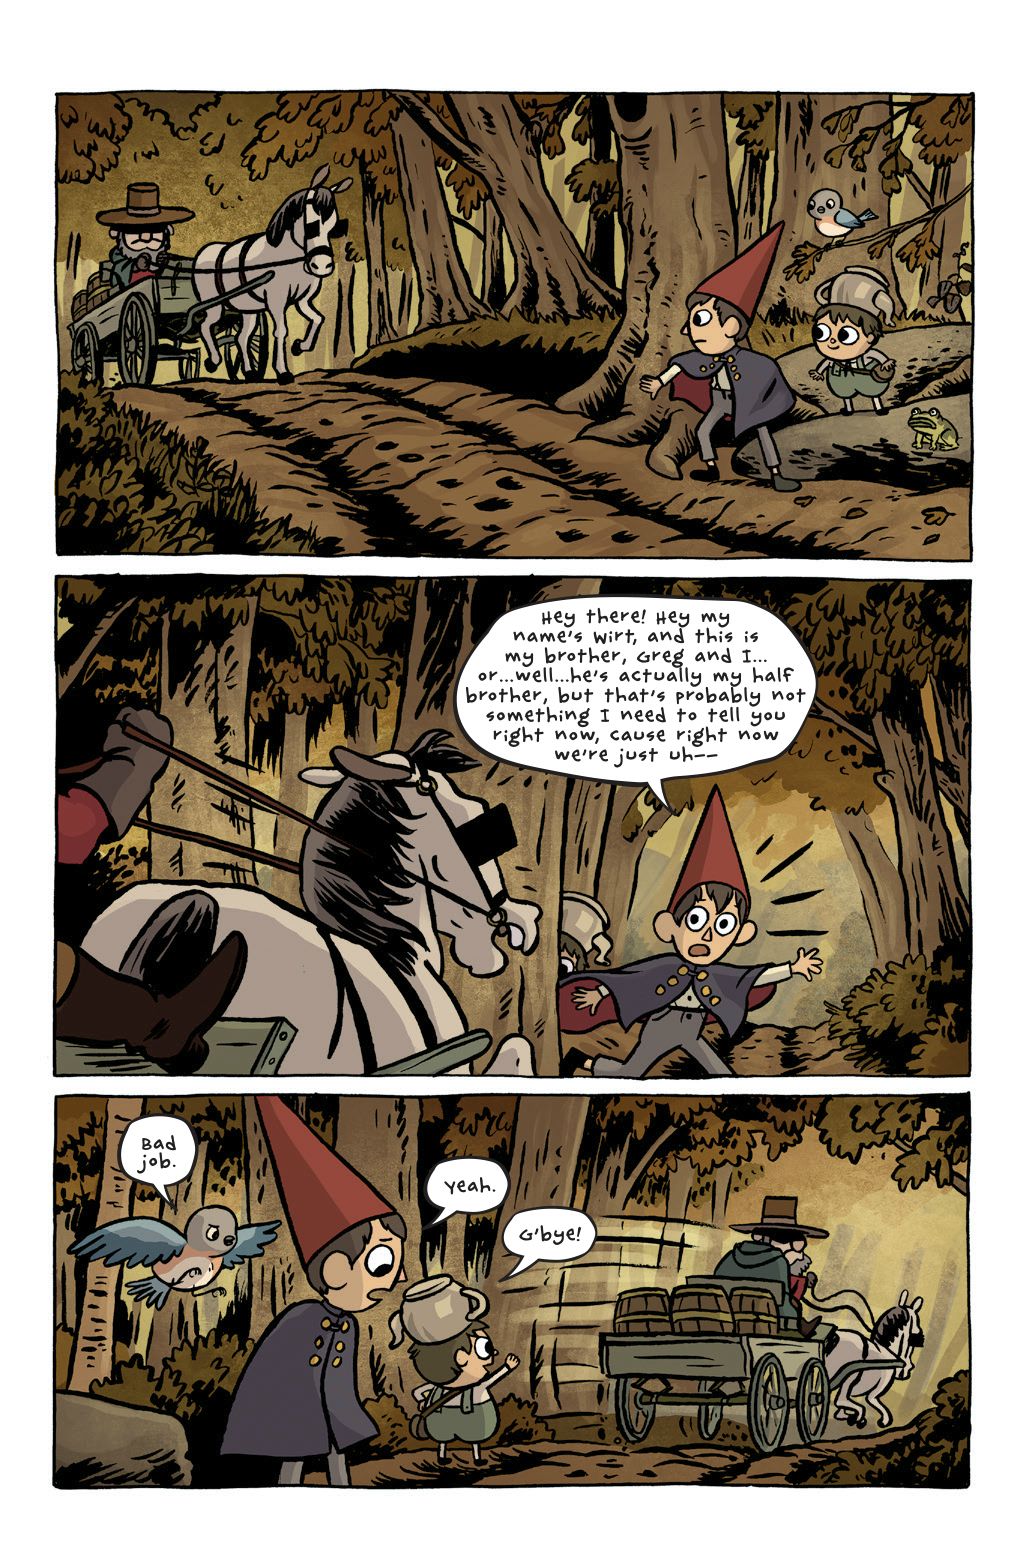 Hey there! Hey my
name's Wirt, and this is
my brother, Greg and I...
or...well...he's actually my half
brother, but that's probably not
something I need to tell you
right now, cause right now
we're just uh--
Bad
job.
Yeah.
G'bye!